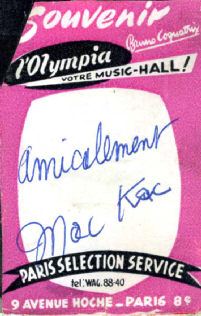 Souvenir
Bruno Coquatrix
l'Olympia
VOTRE MUSIC-HALL!
amicalement
Mac Kac
PARIS SELECTION SERVICE
tel: WAG. 88-40
9 AVENUE HOCHE - PARIS 8e